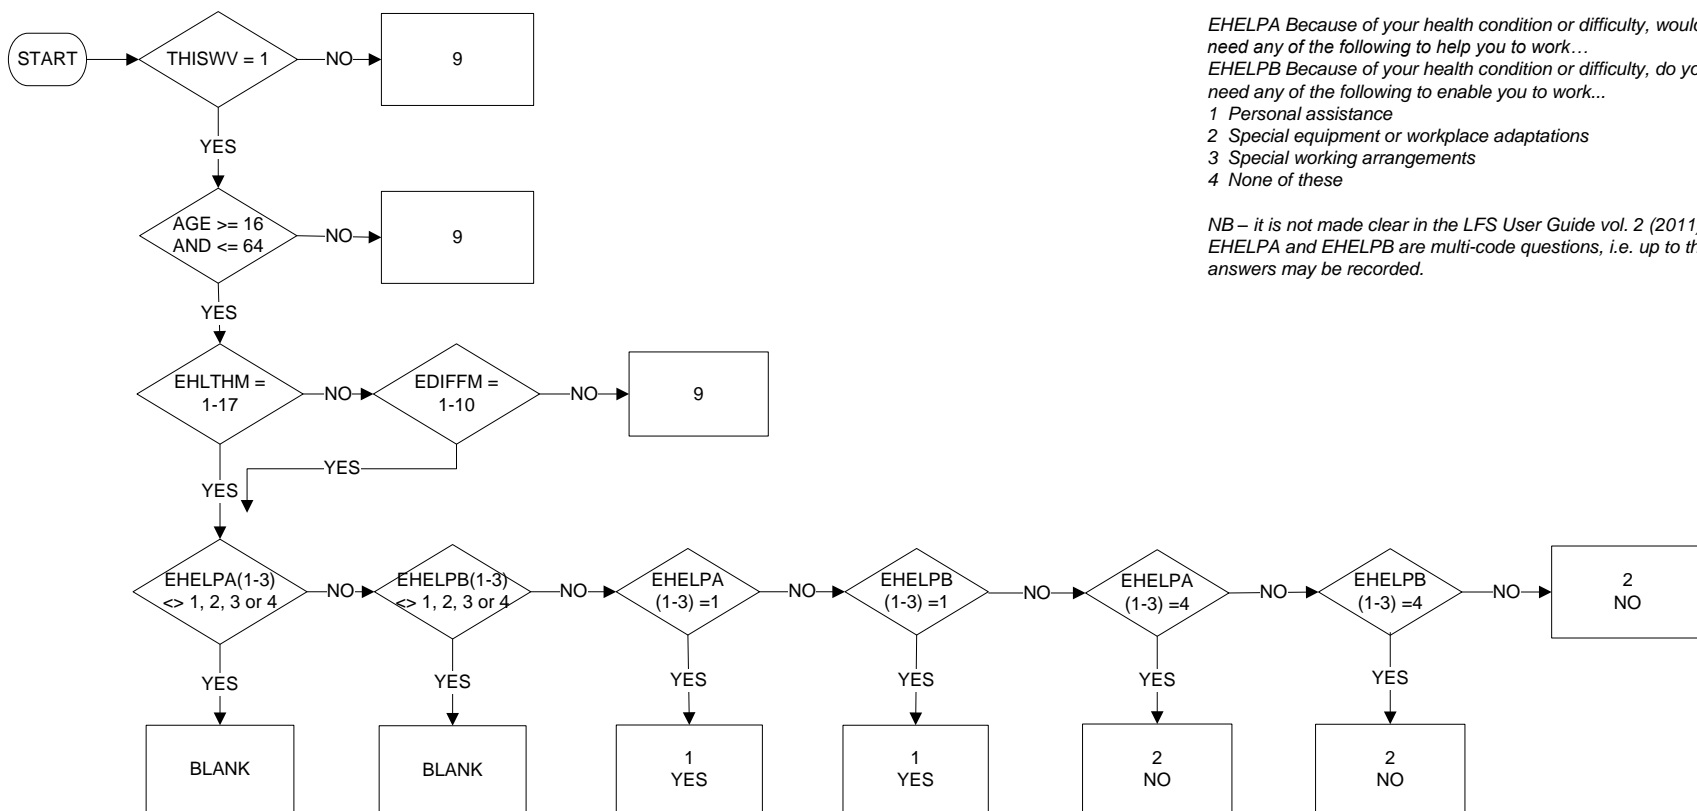 START
THISWV = 1
NO
9
YES
AGE >= 16
AND <= 64
NO
9
YES
EHLTHM =
1-17
NO
EDIFFM =
1-10
NO
9
YES
YES
EHELPA(1-3)
<> 1, 2, 3 or 4
NO
EHELPB(1-3)
<> 1, 2, 3 or 4
NO
EHELPA
(1-3) =1
NO
EHELPB
(1-3) =1
NO
EHELPA
(1-3) =4
NO
EHELPB
(1-3) =4
NO
2
NO
YES
YES
YES
YES
YES
YES
BLANK
BLANK
1
YES
1
YES
2
NO
2
NO
EHELPA Because of your health condition or difficulty, would
need any of the following to help you to work…
EHELPB Because of your health condition or difficulty, do
need any of the following to enable you to work...
1 Personal assistance
2 Special equipment or workplace adaptations
3 Special working arrangements
4 None of these
NB – it is not made clear in the LFS User Guide vol. 2 (2011)
EHELPA and EHELPB are multi-code questions, i.e. up to
answers may be recorded.